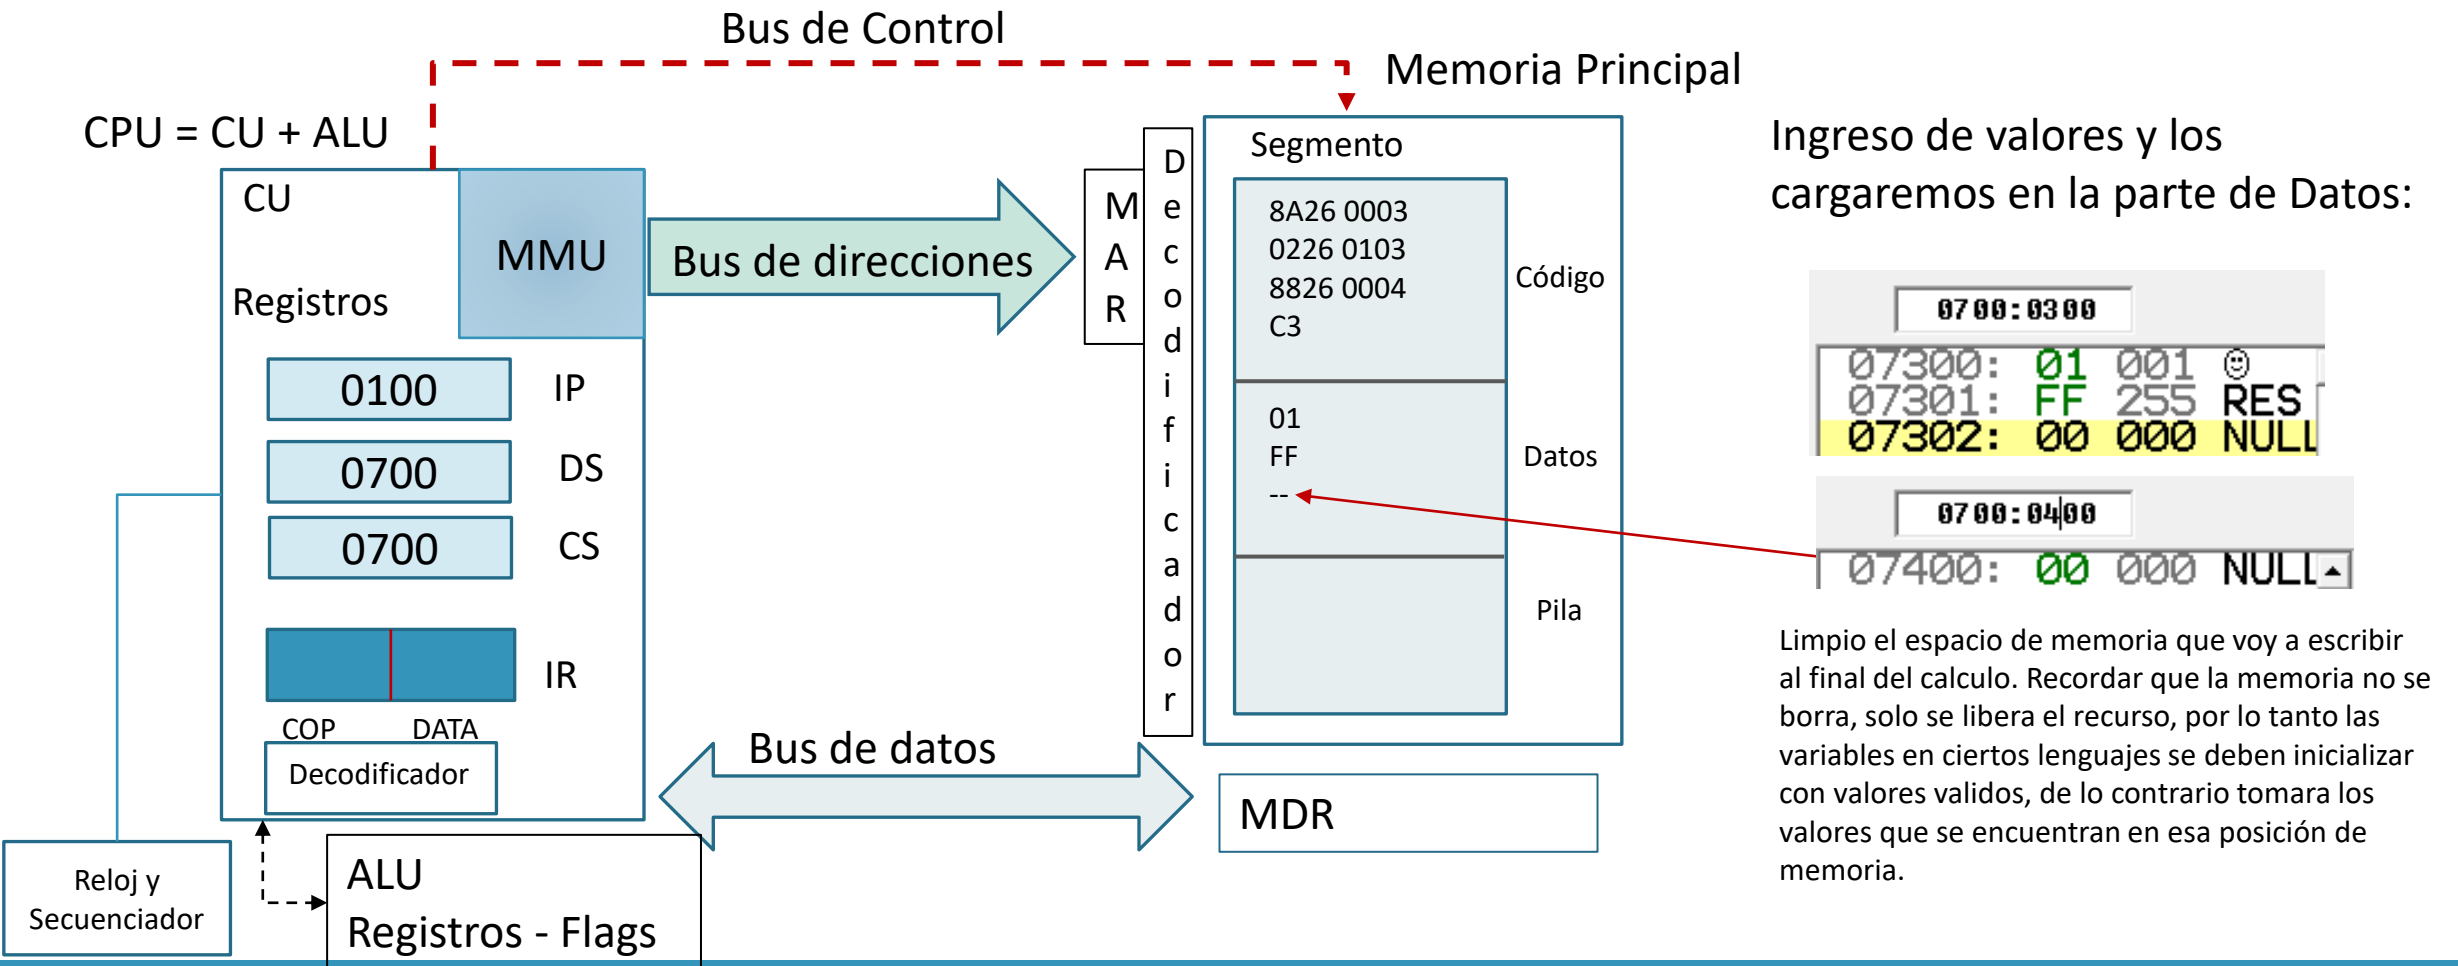 Bus de Control
Memoria Principal
CPU = CU + ALU
CU
MMU
Registros
0100 IP
0700 DS
0700 CS
IR
COP DATA
Decodificador
Reloj y
Secuenciador
ALU
Registros - Flags
Bus de direcciones
Bus de datos
MAR
Decodificador
Segmento
8A26 0003
0226 0103
8826 0004
C3
Código
01
FF
--
Datos
Pila
MDR
Ingreso de valores y los
cargaremos en la parte de Datos:
0700:0300
07300: 01 001 ☺
07301: FF 255 RES
07302: 00 000 NULL
0700:0400
07400: 00 000 NULL
Limpio el espacio de memoria que voy a escribir
al final del calculo. Recordar que la memoria no se
borra, solo se libera el recurso, por lo tanto las
variables en ciertos lenguajes se deben inicializar
con valores validos, de lo contrario tomara los
valores que se encuentran en esa posición de
memoria.